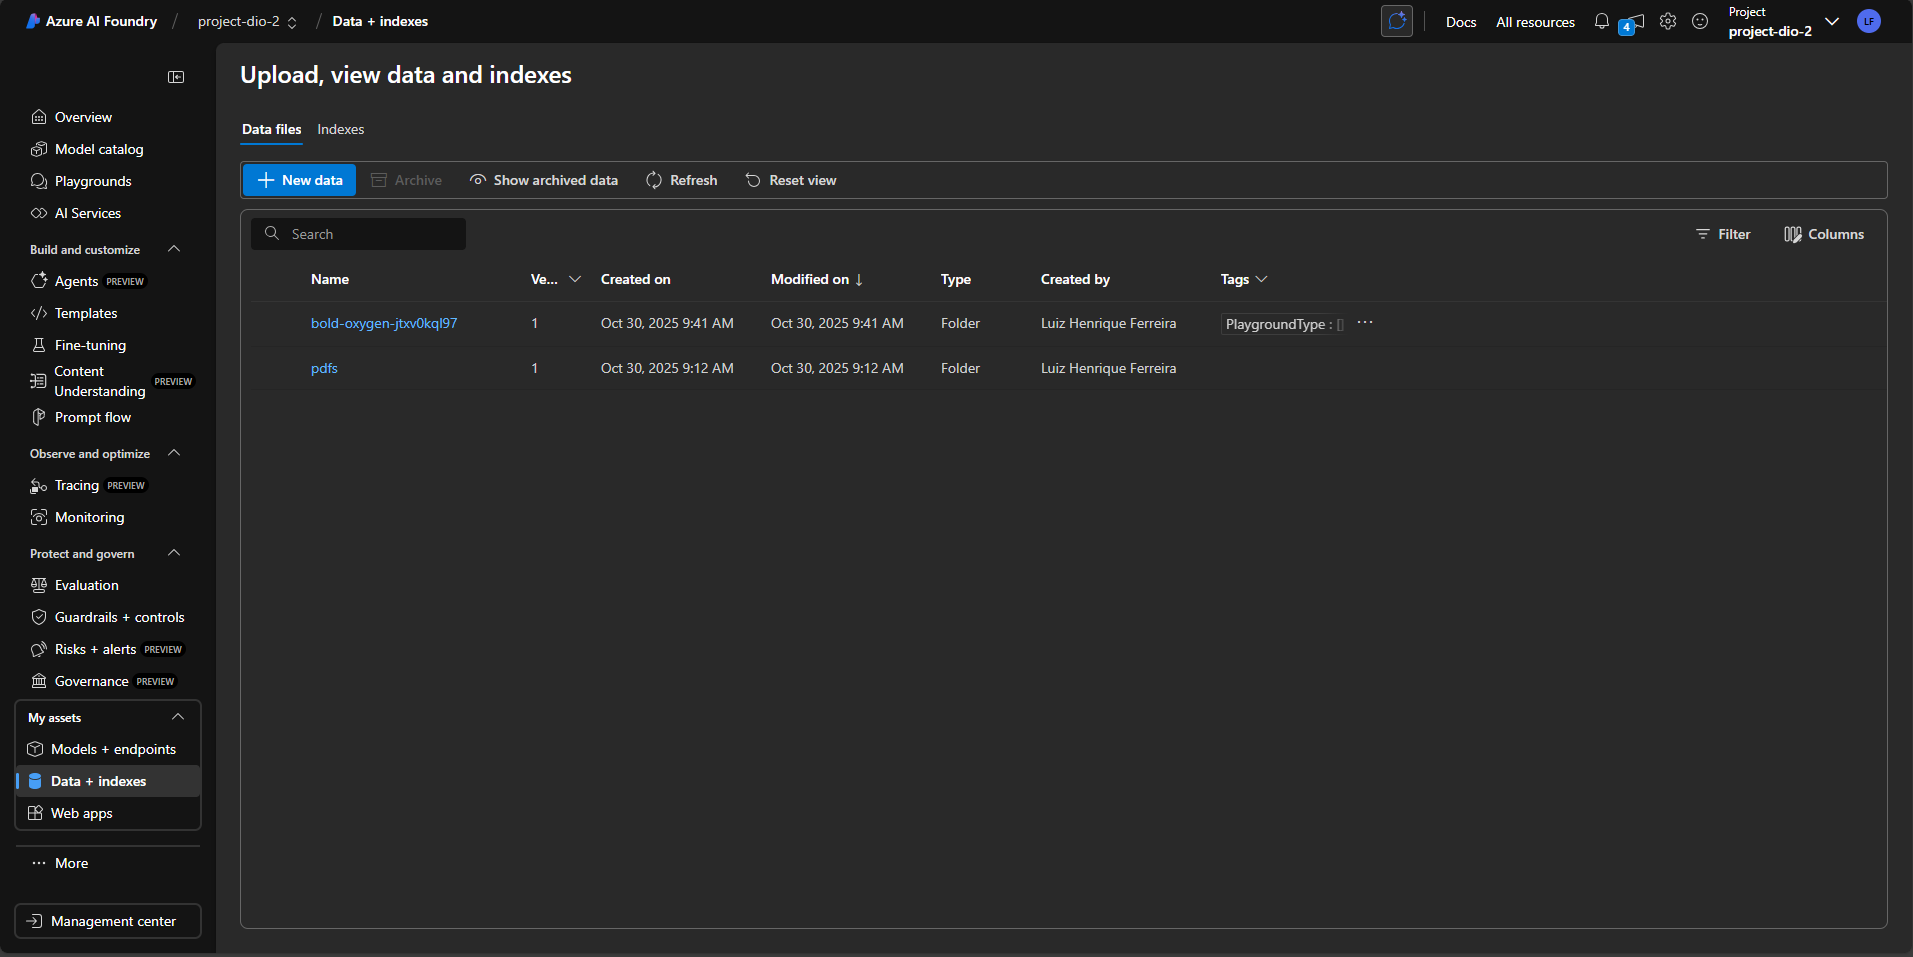 Azure AI Foundry / project-dio-2 / Data + indexes
Docs All resources 4 Project project-dio-2 LF
Upload, view data and indexes
Data files Indexes
New data Archive Show archived data Refresh Reset view
Search Filter Columns
Name Ve... Created on Modified on ↓ Type Created by Tags
bold-oxygen-jtxv0kql97 1 Oct 30, 2025 9:41 AM Oct 30, 2025 9:41 AM Folder Luiz Henrique Ferreira PlaygroundType : [] ...
pdfs 1 Oct 30, 2025 9:12 AM Oct 30, 2025 9:12 AM Folder Luiz Henrique Ferreira
Overview
Model catalog
Playgrounds
AI Services
Build and customize
Agents PREVIEW
Templates
Fine-tuning
Content
Understanding PREVIEW
Prompt flow
Observe and optimize
Tracing PREVIEW
Monitoring
Protect and govern
Evaluation
Guardrails + controls
Risks + alerts PREVIEW
Governance PREVIEW
My assets
Models + endpoints
Data + indexes
Web apps
... More
Management center